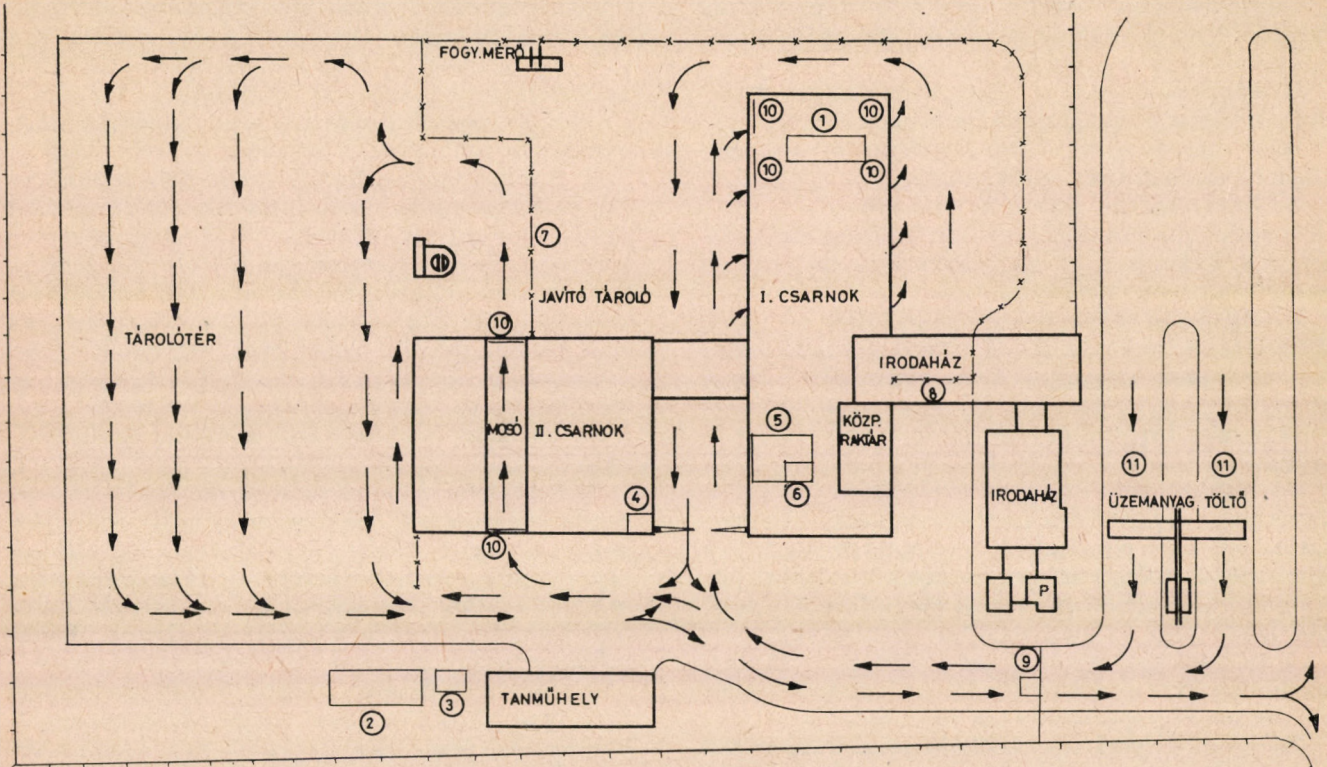 FOGY. MÉRŐ
10
1
10
10
10
7
JAVÍTÓ TÁROLÓ
I. CSARNOK
10
TÁROLÓTÉR
IRODAHÁZ
8
MOSÓ
II. CSARNOK
5
KÖZP.
RAKTÁR
6
4
11
11
IRODAHÁZ
ÜZEMANYAG TÖLTŐ
10
P
9
2
3
TANMŰHELY